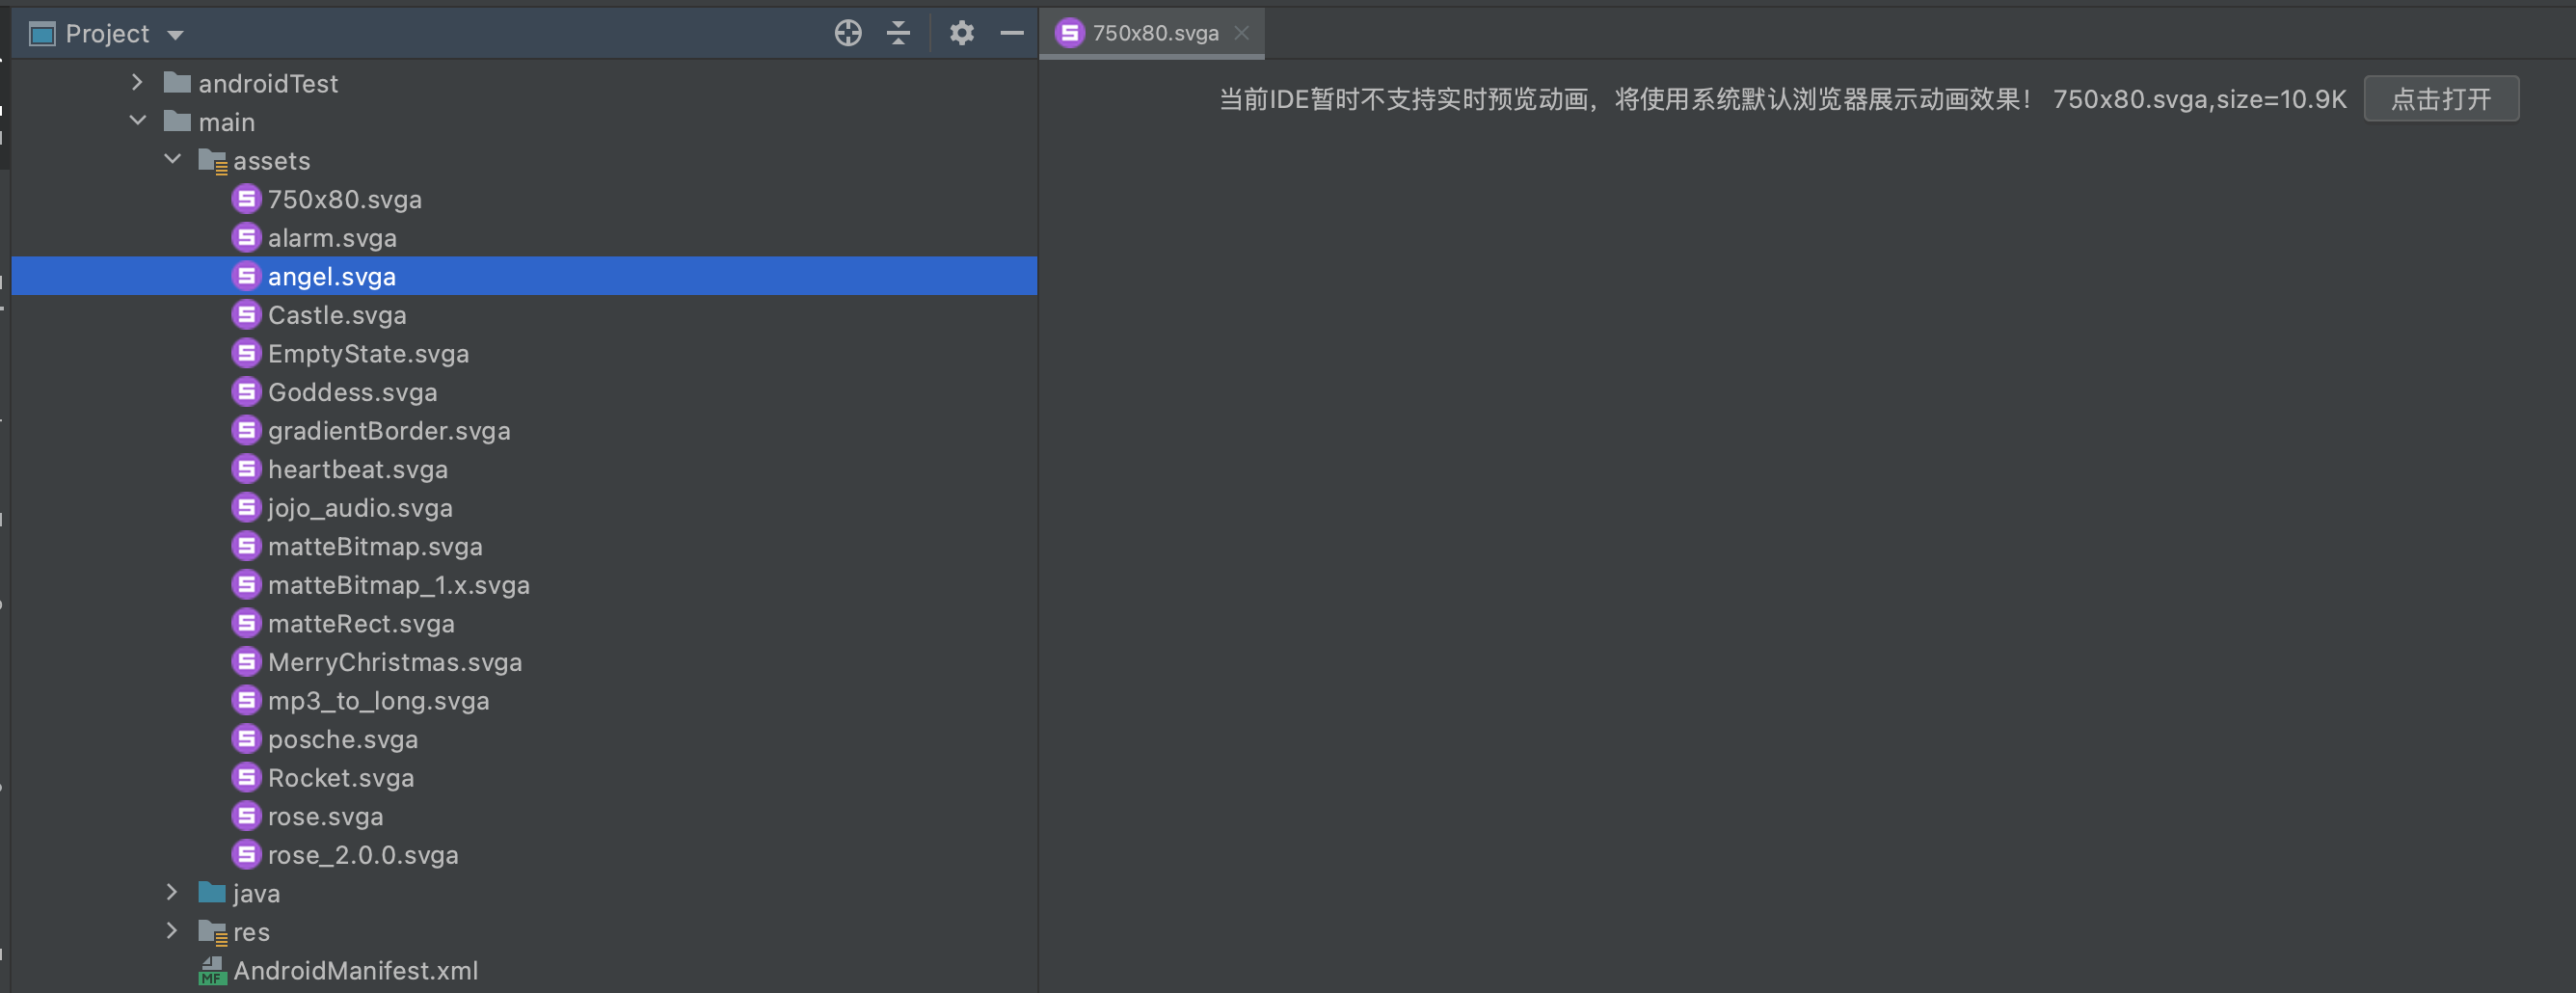 Project
androidTest
main
assets
750x80.svga
alarm.svga
angel.svga
Castle.svga
EmptyState.svga
Goddess.svga
gradientBorder.svga
heartbeat.svga
jojo_audio.svga
matteBitmap.svga
matteBitmap_1.x.svga
matteRect.svga
MerryChristmas.svga
mp3_to_long.svga
posche.svga
Rocket.svga
rose.svga
rose_2.0.0.svga
java
res
MF AndroidManifest.xml
750x80.svga
当前IDE暂时不支持实时预览动画，将使用系统默认浏览器展示动画效果！ 750x80.svga,size=10.9K 点击打开